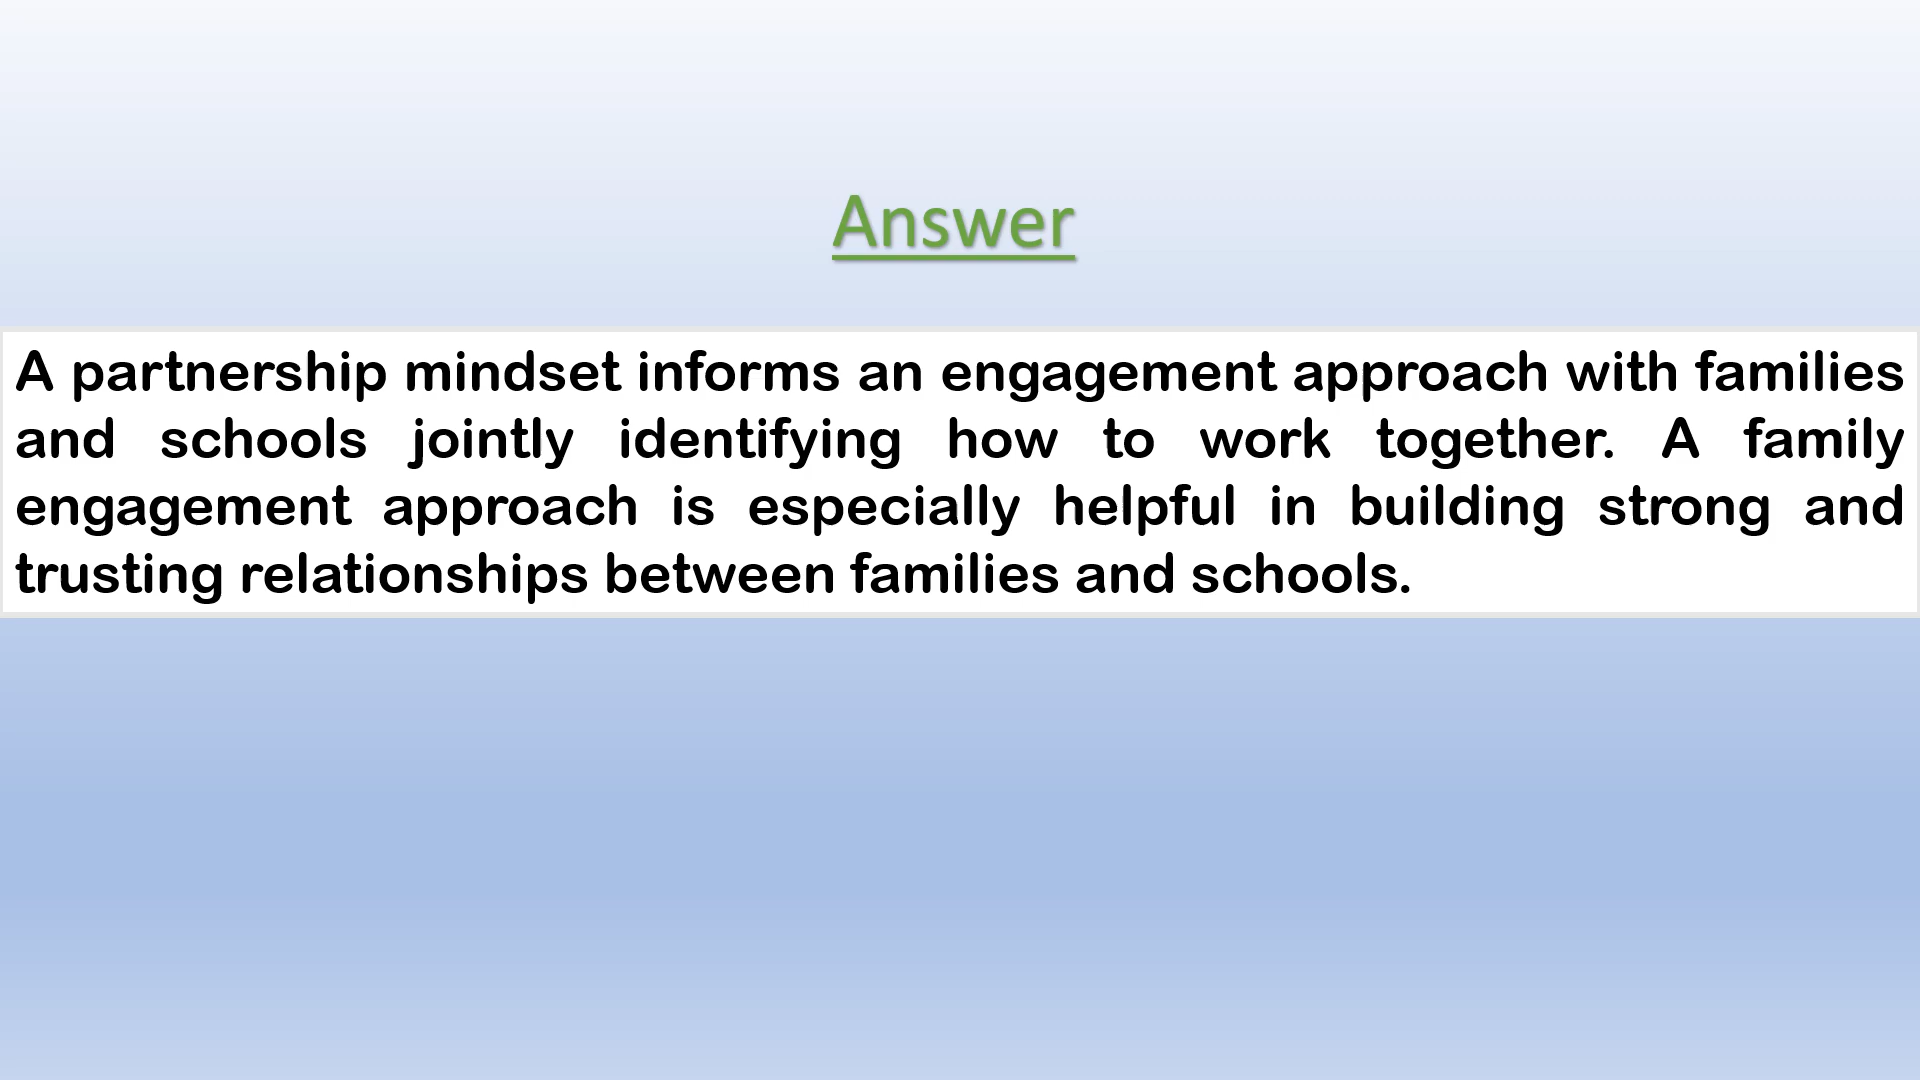 Answer
A partnership mindset informs an engagement approach with families
and schools jointly identifying how to work together. A family
engagement approach is especially helpful in building strong and
trusting relationships between families and schools.